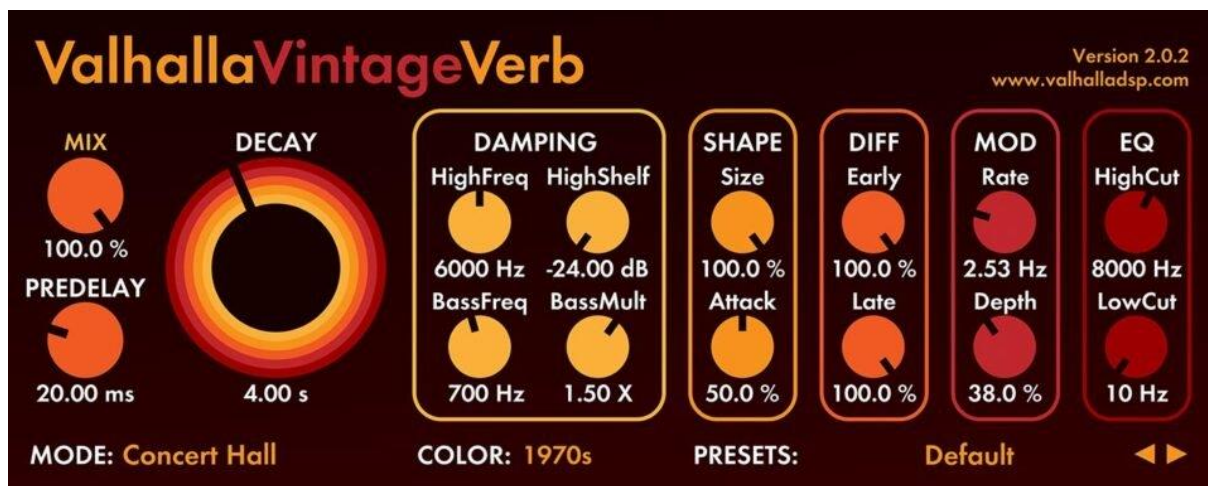 ValhallaVintageVerb
Version 2.0.2
www.valhalladsp.com
MIX
100.0 %
PREDELAY
20.00 ms
DECAY
4.00 s
DAMPING
HighFreq HighShelf
6000 Hz -24.00 dB
BassFreq BassMult
700 Hz 1.50 X
SHAPE
Size
100.0 %
Attack
50.0 %
DIFF
Early
100.0 %
Late
100.0 %
MOD
Rate
2.53 Hz
Depth
38.0 %
EQ
HighCut
8000 Hz
LowCut
10 Hz
MODE: Concert Hall COLOR: 1970s PRESETS: Default